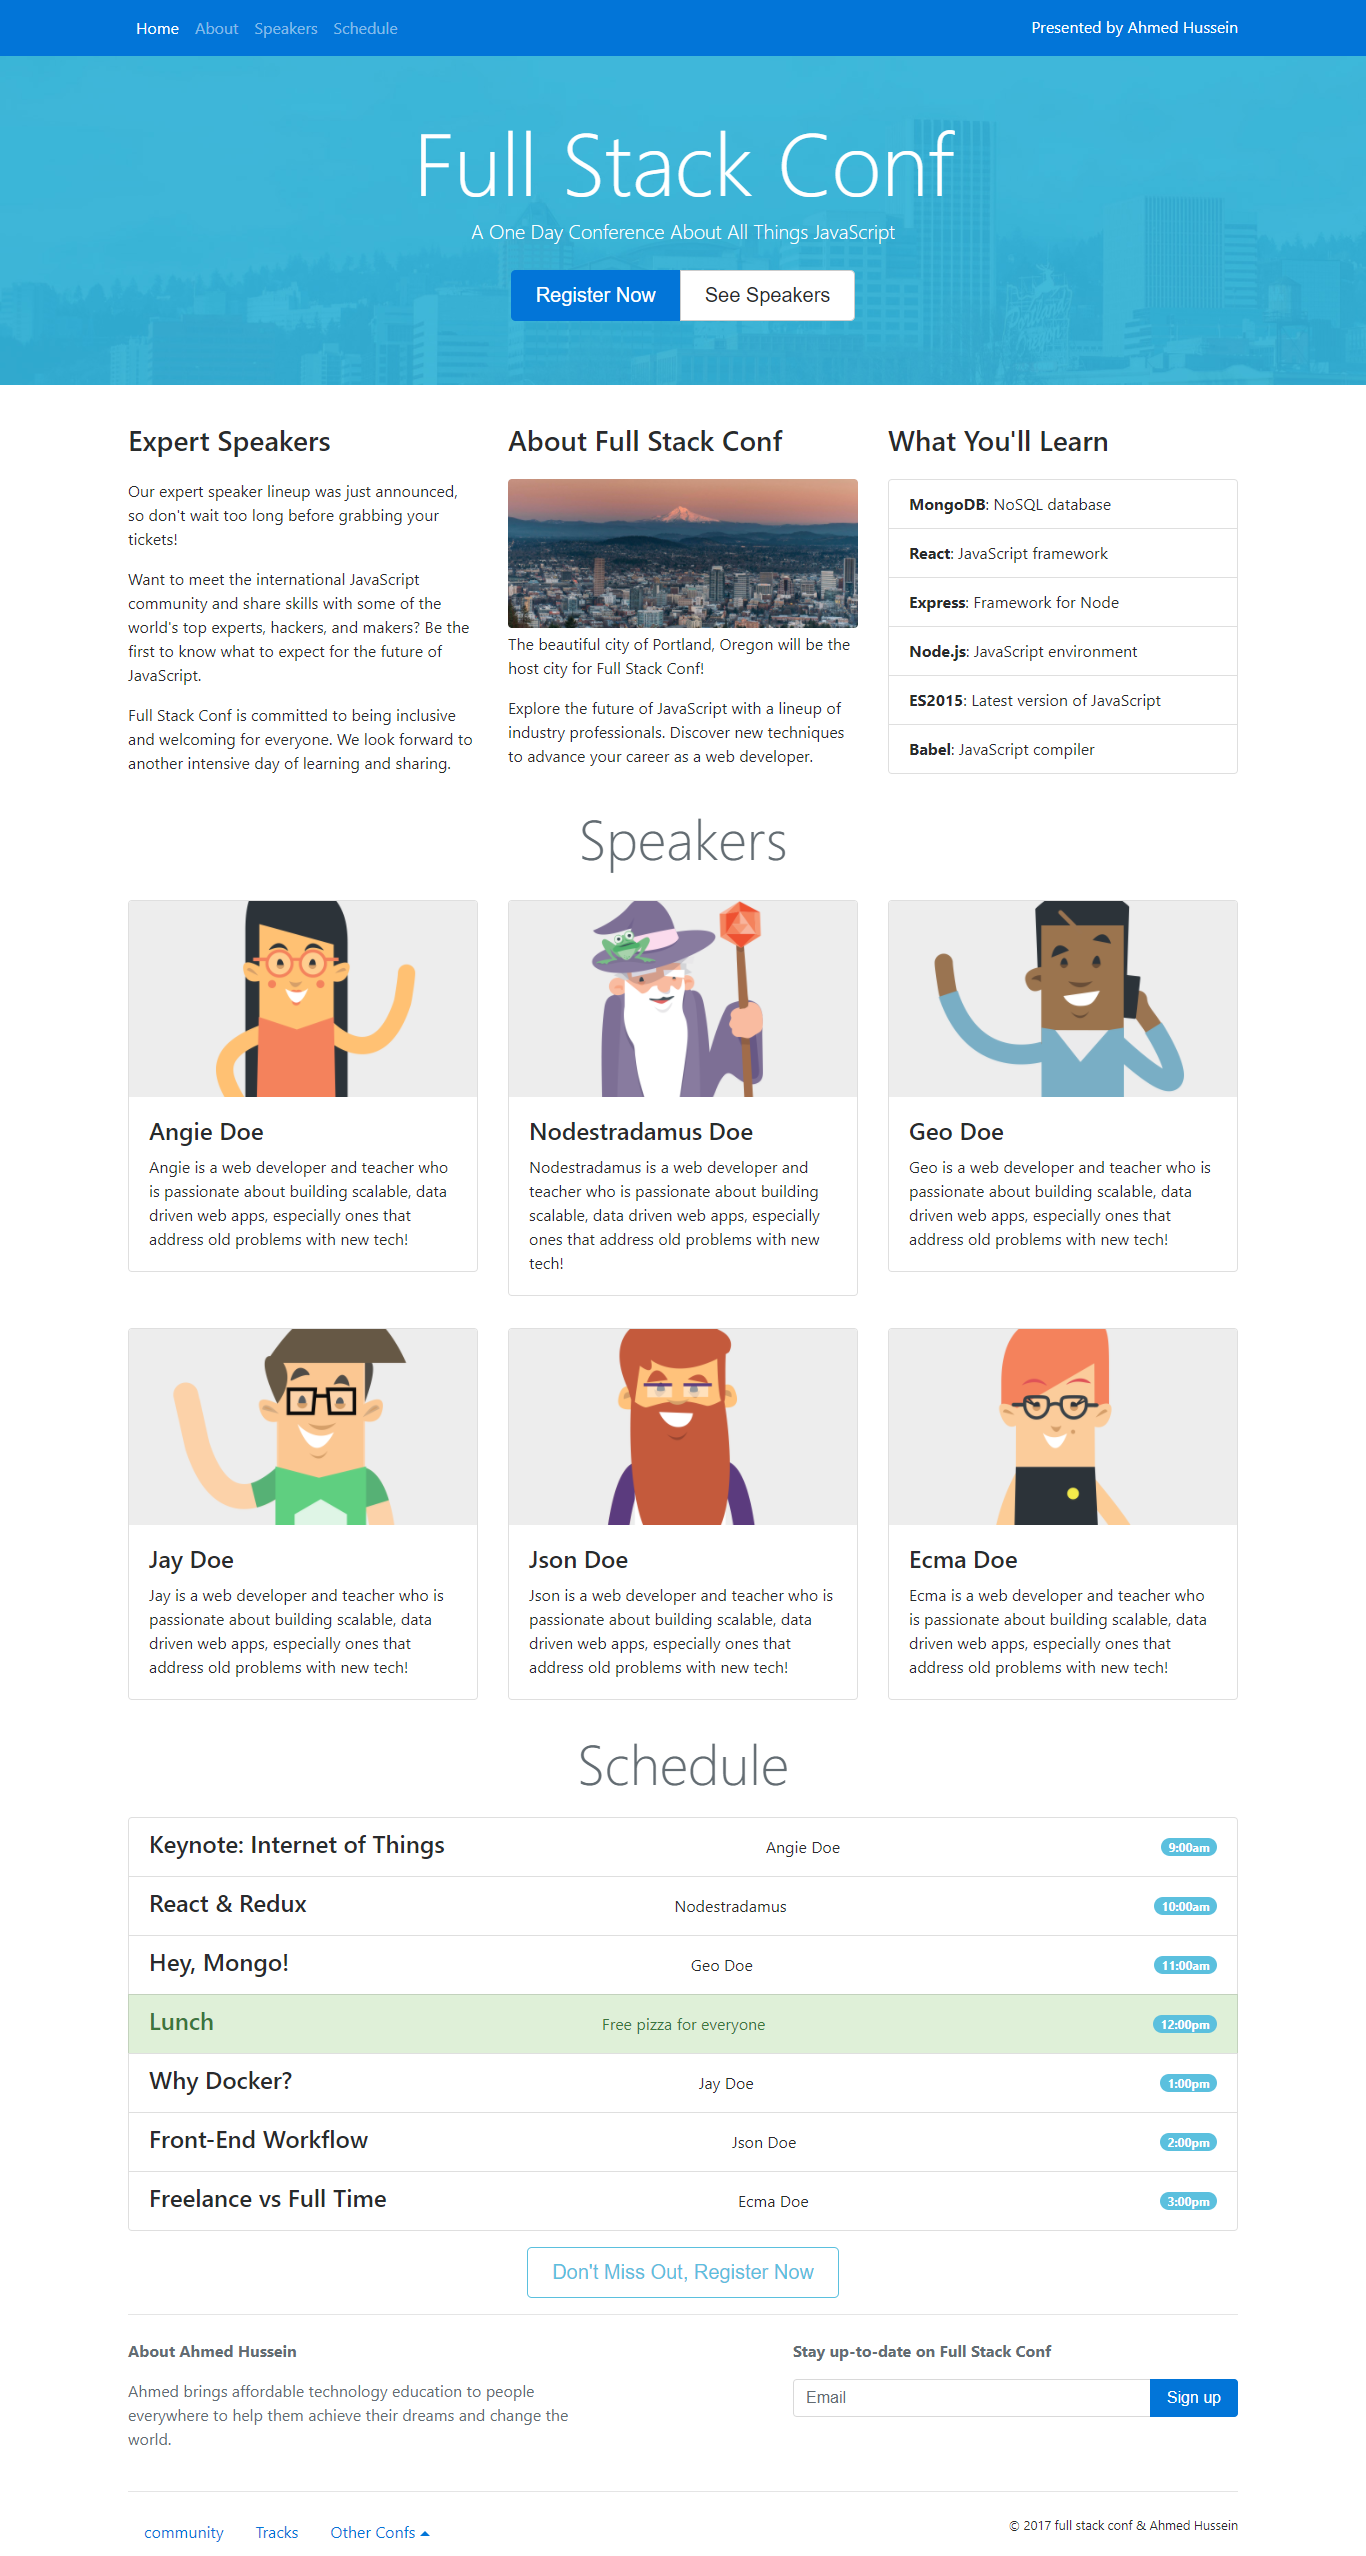 Home About Speakers Schedule Presented by Ahmed Hussein
Full Stack Conf
A One Day Conference About All Things JavaScript
Register Now See Speakers
Expert Speakers
Our expert speaker lineup was just announced,
so don't wait too long before grabbing your
tickets!
Want to meet the international JavaScript
community and share skills with some of the
world's top experts, hackers, and makers? Be the
first to know what to expect for the future of
JavaScript.
Full Stack Conf is committed to being inclusive
and welcoming for everyone. We look forward to
another intensive day of learning and sharing.
About Full Stack Conf
The beautiful city of Portland, Oregon will be the
host city for Full Stack Conf!
Explore the future of JavaScript with a lineup of
industry professionals. Discover new techniques
to advance your career as a web developer.
What You'll Learn
MongoDB: NoSQL database
React: JavaScript framework
Express: Framework for Node
Node.js: JavaScript environment
ES2015: Latest version of JavaScript
Babel: JavaScript compiler
Speakers
Angie Doe
Angie is a web developer and teacher who
is passionate about building scalable, data
driven web apps, especially ones that
address old problems with new tech!
Nodestradamus Doe
Nodestradamus is a web developer and
teacher who is passionate about building
scalable, data driven web apps, especially
ones that address old problems with new
tech!
Geo Doe
Geo is a web developer and teacher who is
passionate about building scalable, data
driven web apps, especially ones that
address old problems with new tech!
Jay Doe
Jay is a web developer and teacher who is
passionate about building scalable, data
driven web apps, especially ones that
address old problems with new tech!
Json Doe
Json is a web developer and teacher who is
passionate about building scalable, data
driven web apps, especially ones that
address old problems with new tech!
Ecma Doe
Ecma is a web developer and teacher who
is passionate about building scalable, data
driven web apps, especially ones that
address old problems with new tech!
Schedule
Keynote: Internet of Things Angie Doe 9:00am
React & Redux Nodestradamus 10:00am
Hey, Mongo! Geo Doe 11:00am
Lunch Free pizza for everyone 12:00pm
Why Docker? Jay Doe 1:00pm
Front-End Workflow Json Doe 2:00pm
Freelance vs Full Time Ecma Doe 3:00pm
Don't Miss Out, Register Now
About Ahmed Hussein
Ahmed brings affordable technology education to people
everywhere to help them achieve their dreams and change the
world.
Stay up-to-date on Full Stack Conf
Email Sign up
community Tracks Other Confs
© 2017 full stack conf & Ahmed Hussein